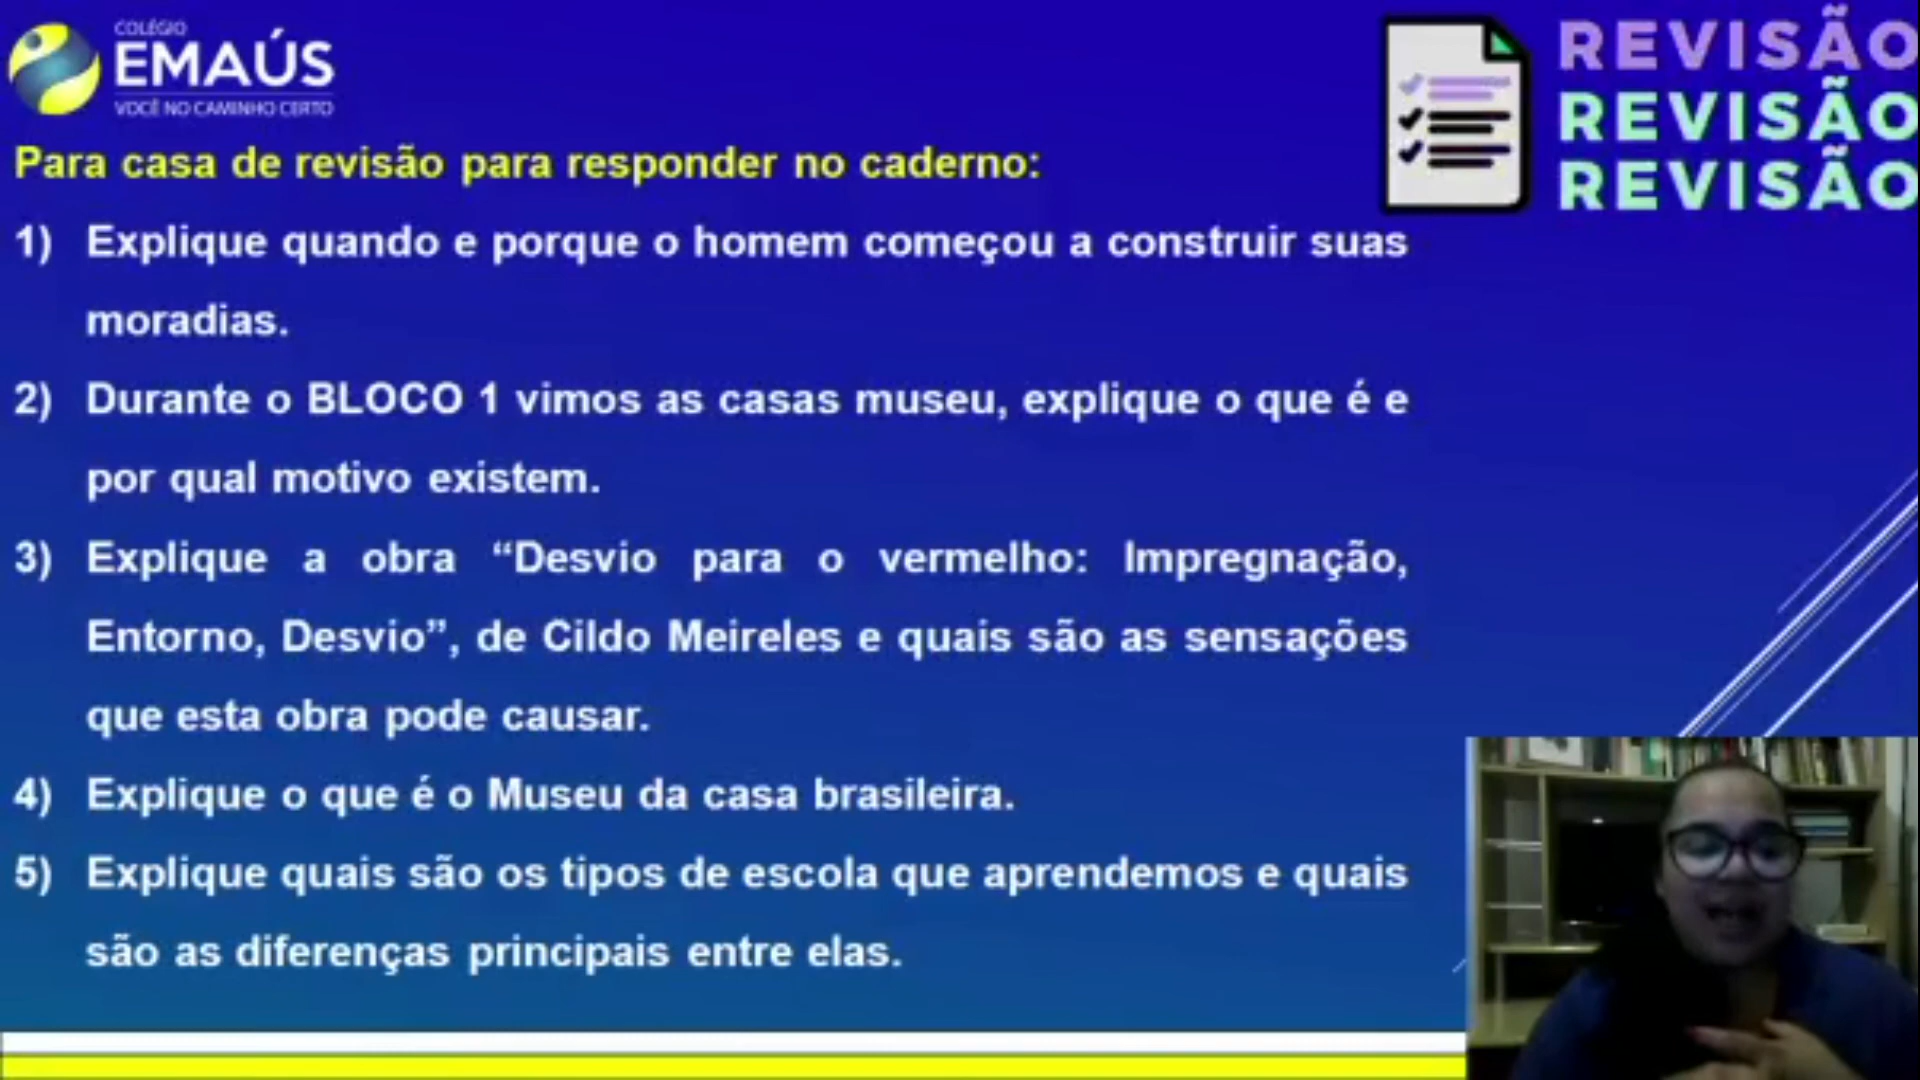 COLÉGIO
EMAÚS
VOCÊ NO CAMINHO CERTO
REVISÃO
REVISÃO
REVISÃO
Para casa de revisão para responder no caderno:
1) Explique quando e porque o homem começou a construir suas
moradias.
2) Durante o BLOCO 1 vimos as casas museu, explique o que é e
por qual motivo existem.
3) Explique a obra “Desvio para o vermelho: Impregnação,
Entorno, Desvio”, de Cildo Meireles e quais são as sensações
que esta obra pode causar.
4) Explique o que é o Museu da casa brasileira.
5) Explique quais são os tipos de escola que aprendemos e quais
são as diferenças principais entre elas.